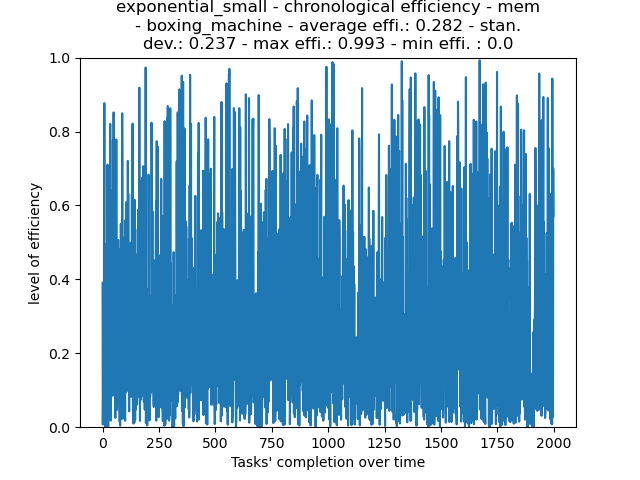 exponential_small - chronological efficiency - mem
- boxing_machine - average effi.: 0.282 - stan.
dev.: 0.237 - max effi.: 0.993 - min effi. : 0.0
1.0
0.8
0.6
0.4
0.2
0.0
level of efficiency
0 250 500 750 1000 1250 1500 1750 2000
Tasks' completion over time